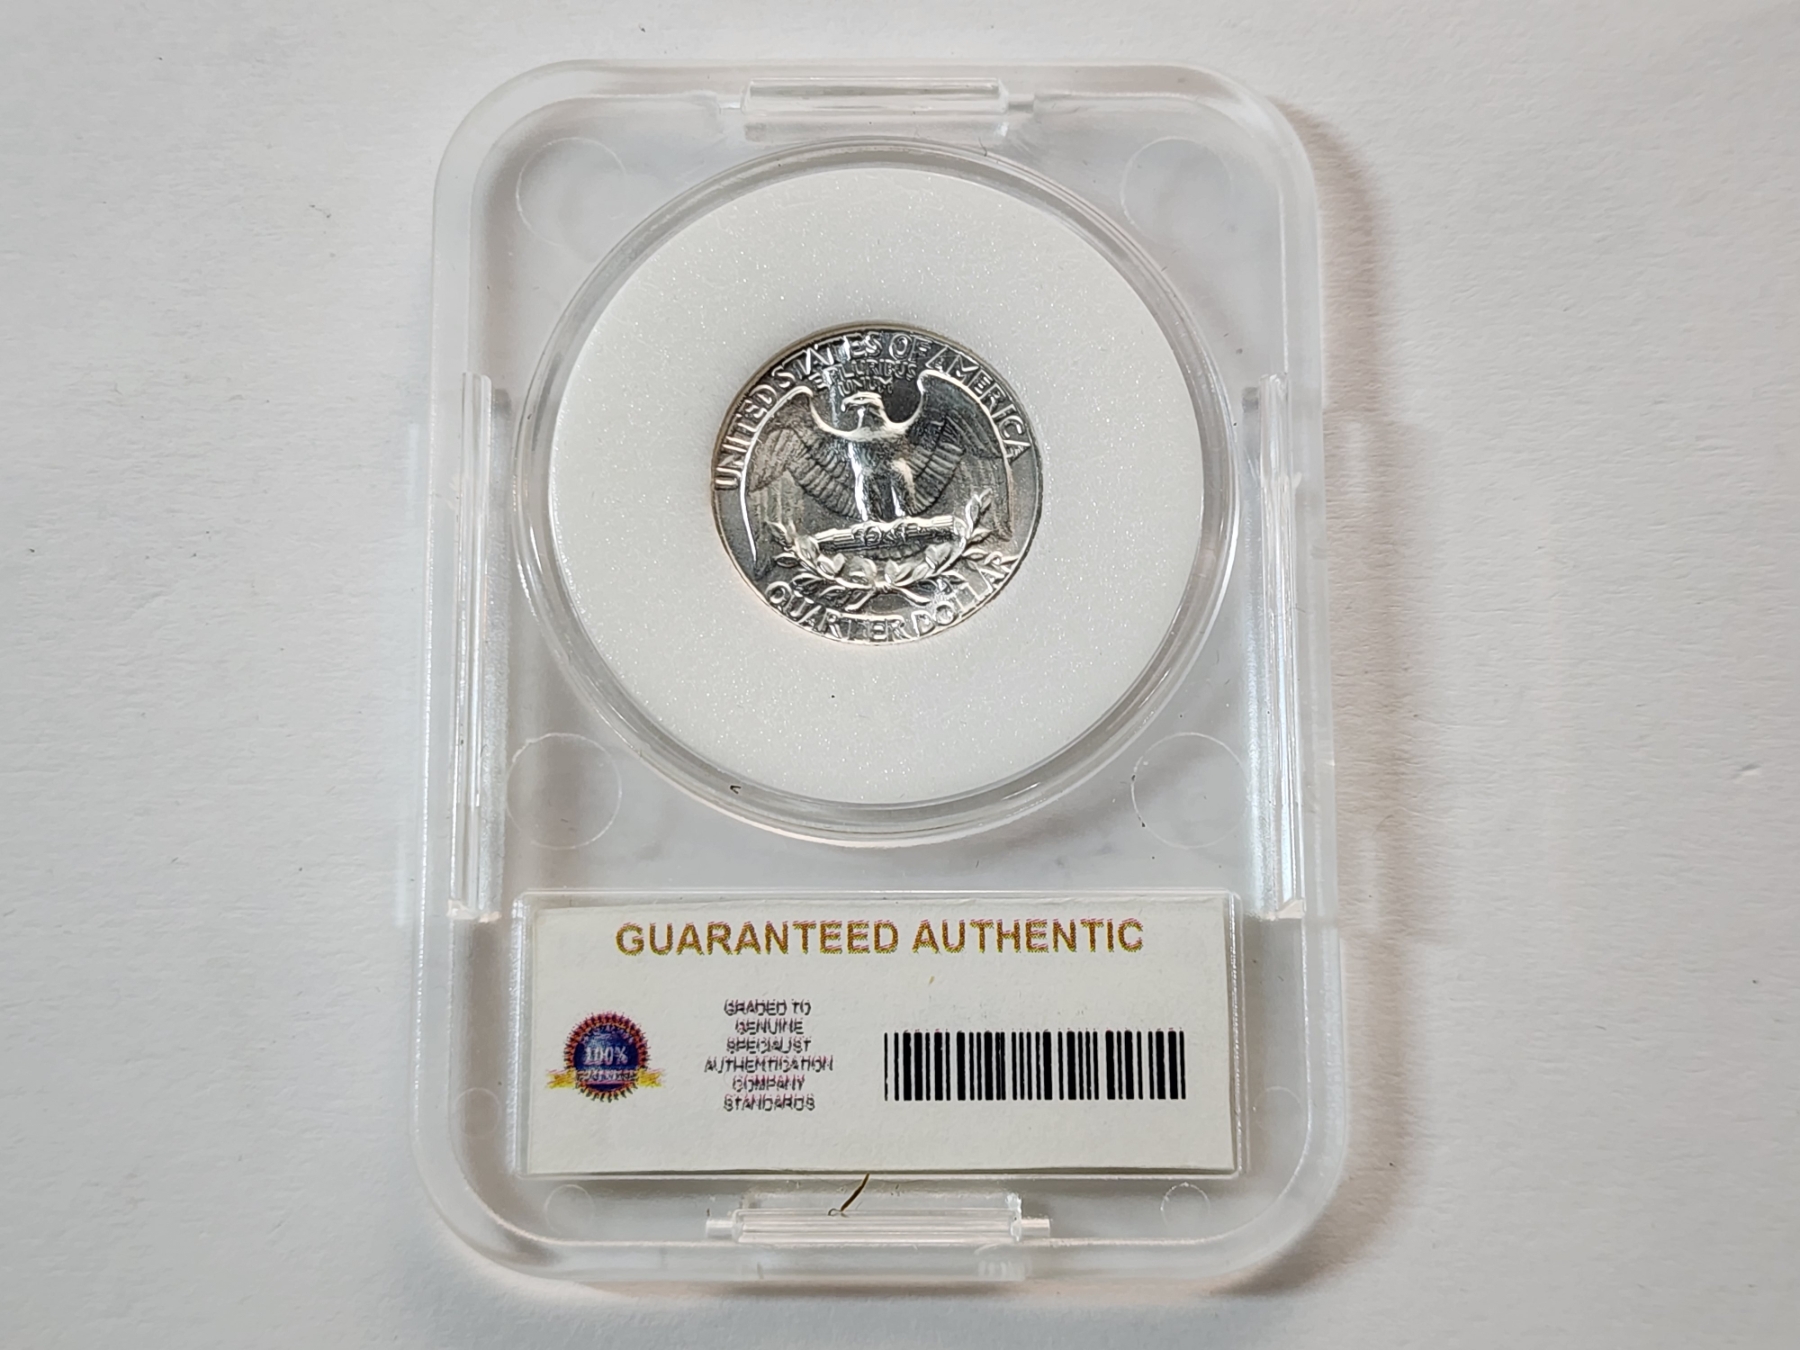 UNITED STATES OF AMERICA
E PLURIBUS
UNUM
QUARTER DOLLAR
GUARANTEED AUTHENTIC
GRADED TO
GENUINE
SPECIALIST
AUTHENTICATION
COMPANY
STANDARDS
100%